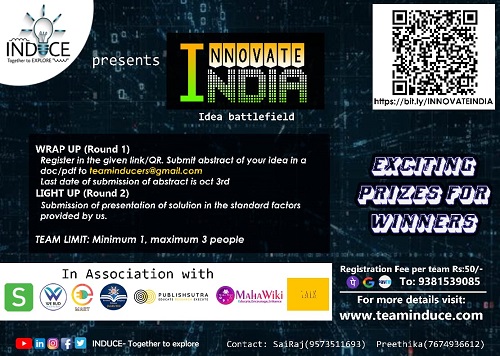 INDUCE
Together to EXPLORE "\/\/\/\/"
presents
INNOVATE
INDIA
Idea battlefield
https://bit.ly/INNOVATEINDIA
WRAP UP (Round 1)
Register in the given link/QR. Submit abstract of your idea in a
doc/pdf to teaminducers@gmail.com
Last date of submission of abstract is oct 3rd
LIGHT UP (Round 2)
Submission of presentation of solution in the standard factors
provided by us.
TEAM LIMIT: Minimum 1, maximum 3 people
EXCITING
PRIZES FOR
WINNERS
In Association with
S
WE BUD
PUBLISHSUTRA
MahaWiki
Registration Fee per team Rs:50/-
To: 9381539085
For more details visit:
www.teaminduce.com
INDUCE- Together to explore
Contact: SaiRaj(9573511693) Preethika(7674936612)